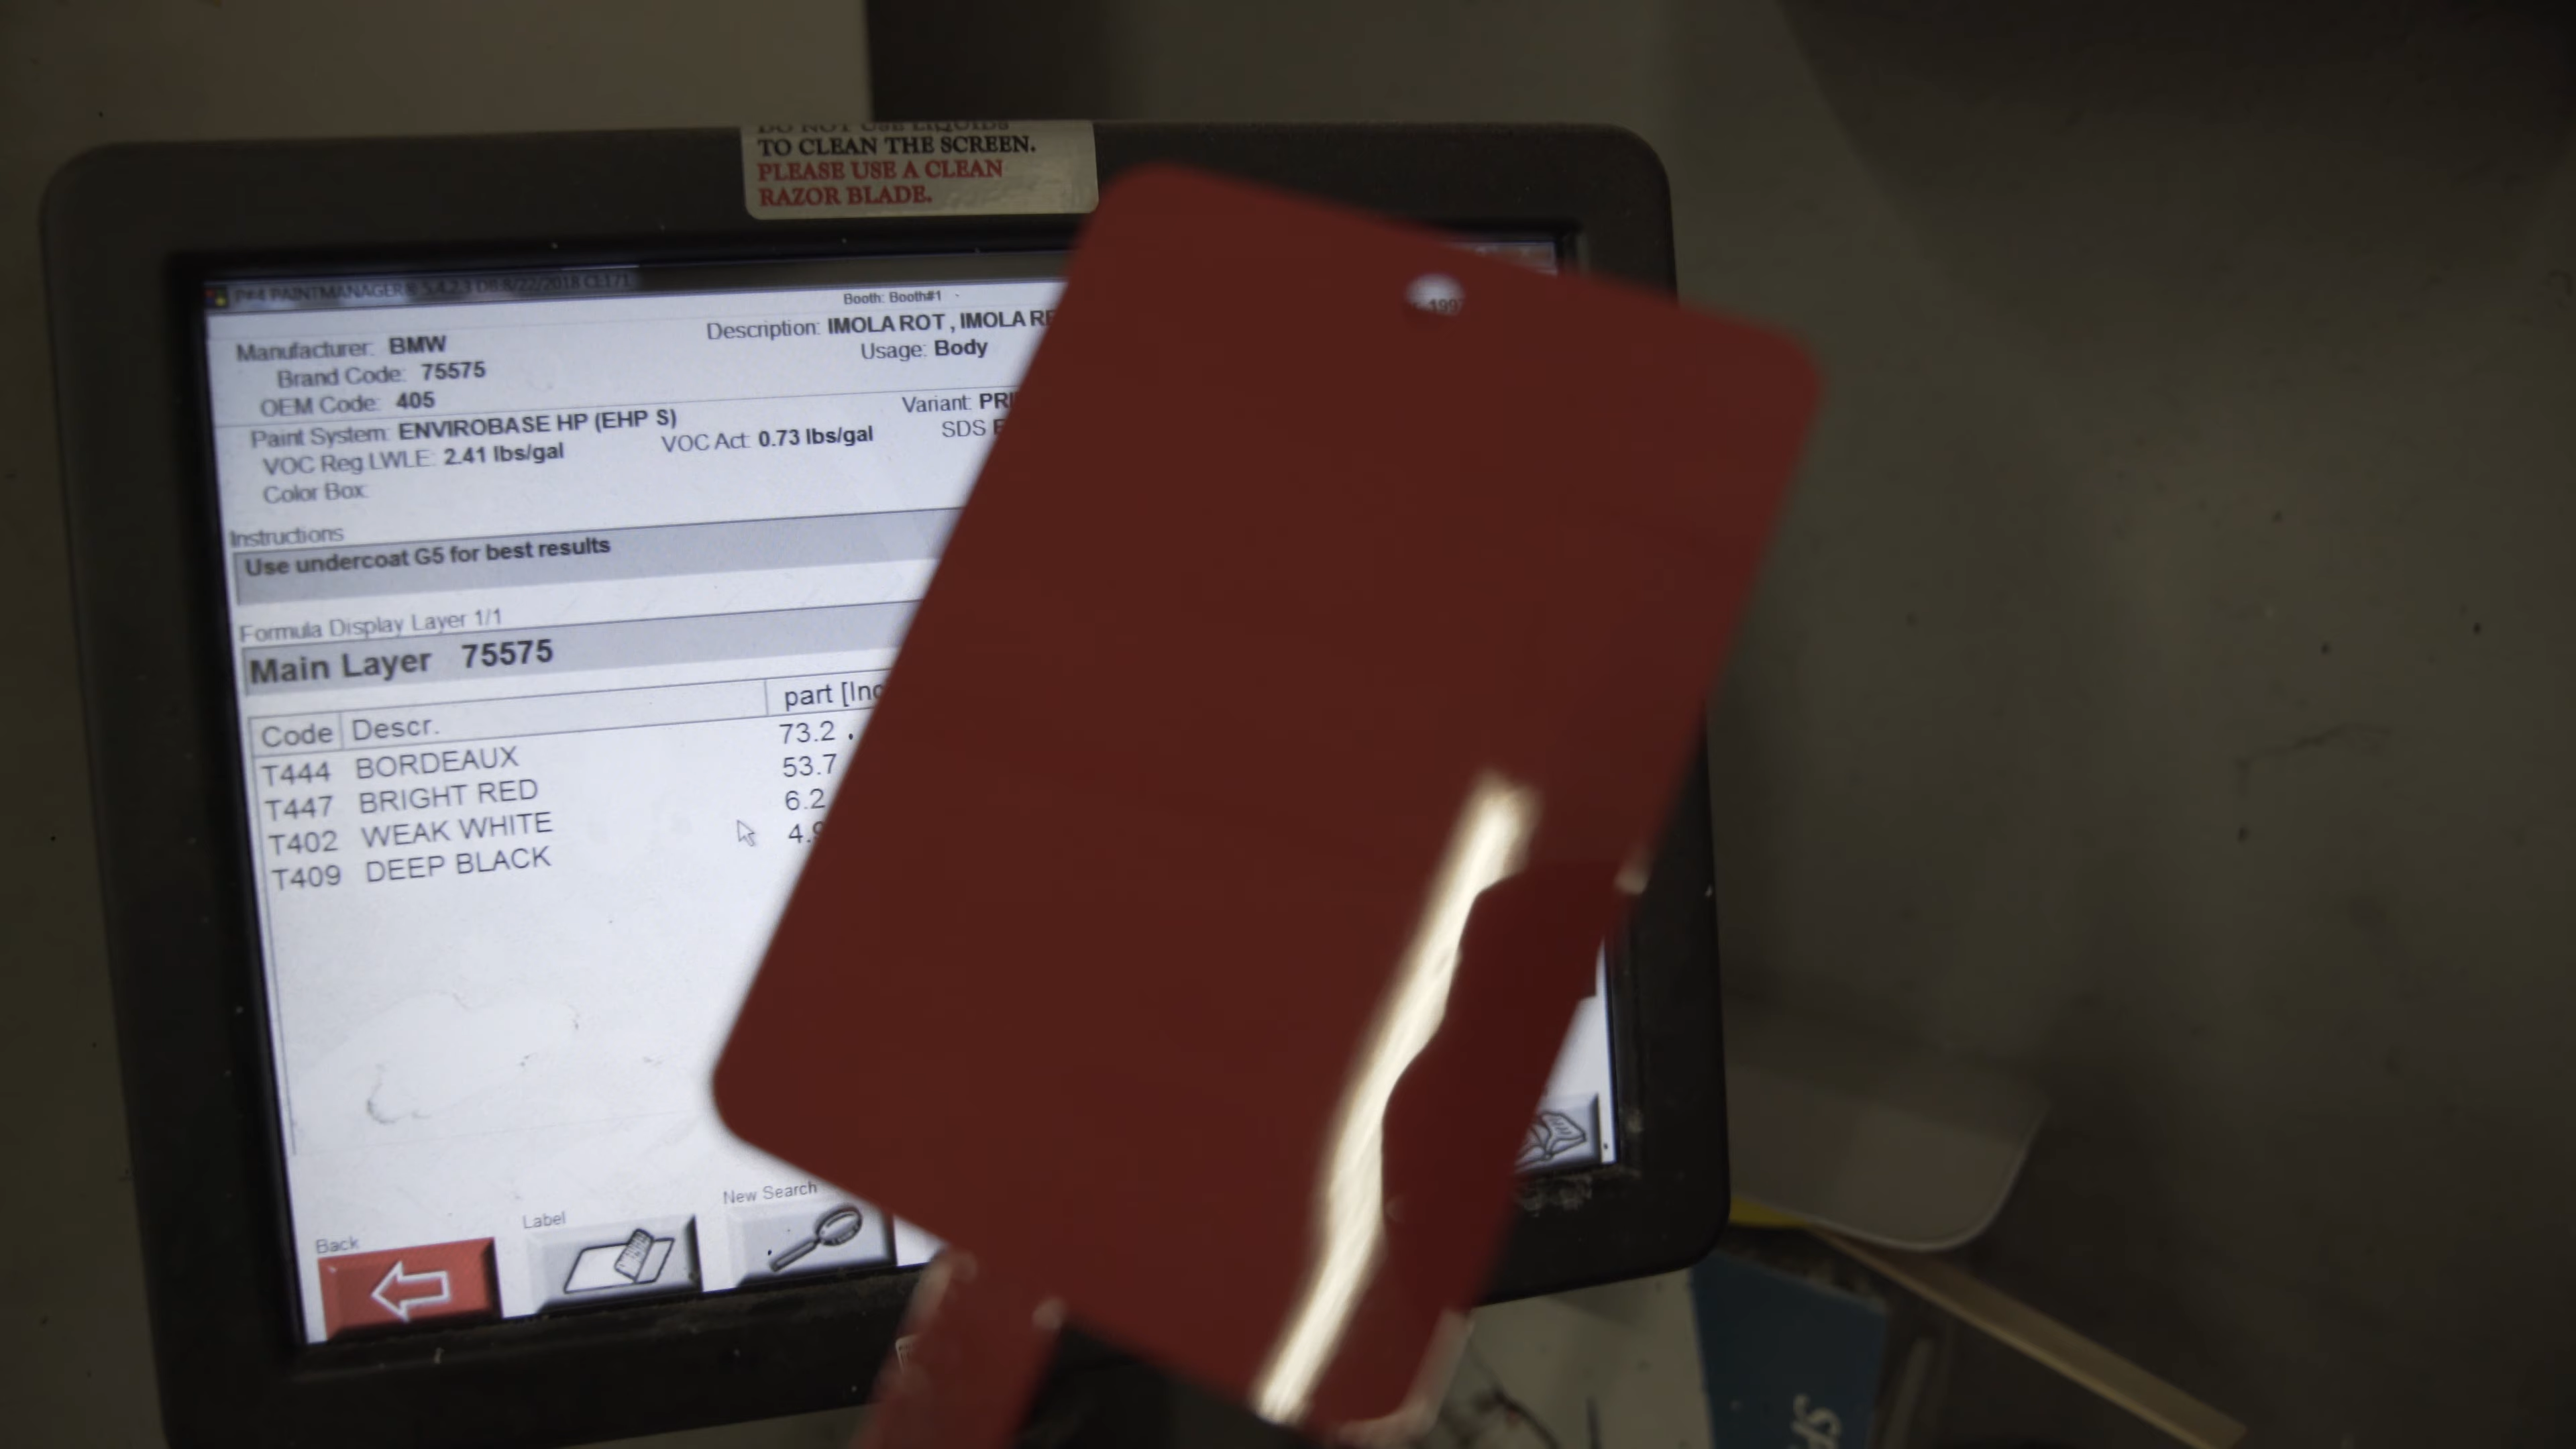 TO CLEAN THE SCREEN.
PLEASE USE A CLEAN
RAZOR BLADE.
Booth: Booth#1
Manufacturer: BMW
Description: IMOLA ROT, IMOLA
Brand Code: 75575
Usage: Body
OEM Code: 405
Variant:
Paint System: ENVIROBASE HP (EHP S)
SDS
VOC Reg LWLE: 2.41 lbs/gal
VOC Act: 0.73 lbs/gal
Color Box:
Instructions
Use undercoat G5 for best results
Formula Display Layer 1/1
Main Layer 75575
Code Descr. part
T444 BORDEAUX 73.2
T447 BRIGHT RED 53.7
T402 WEAK WHITE 6.2
T409 DEEP BLACK
Back
Label
New Search